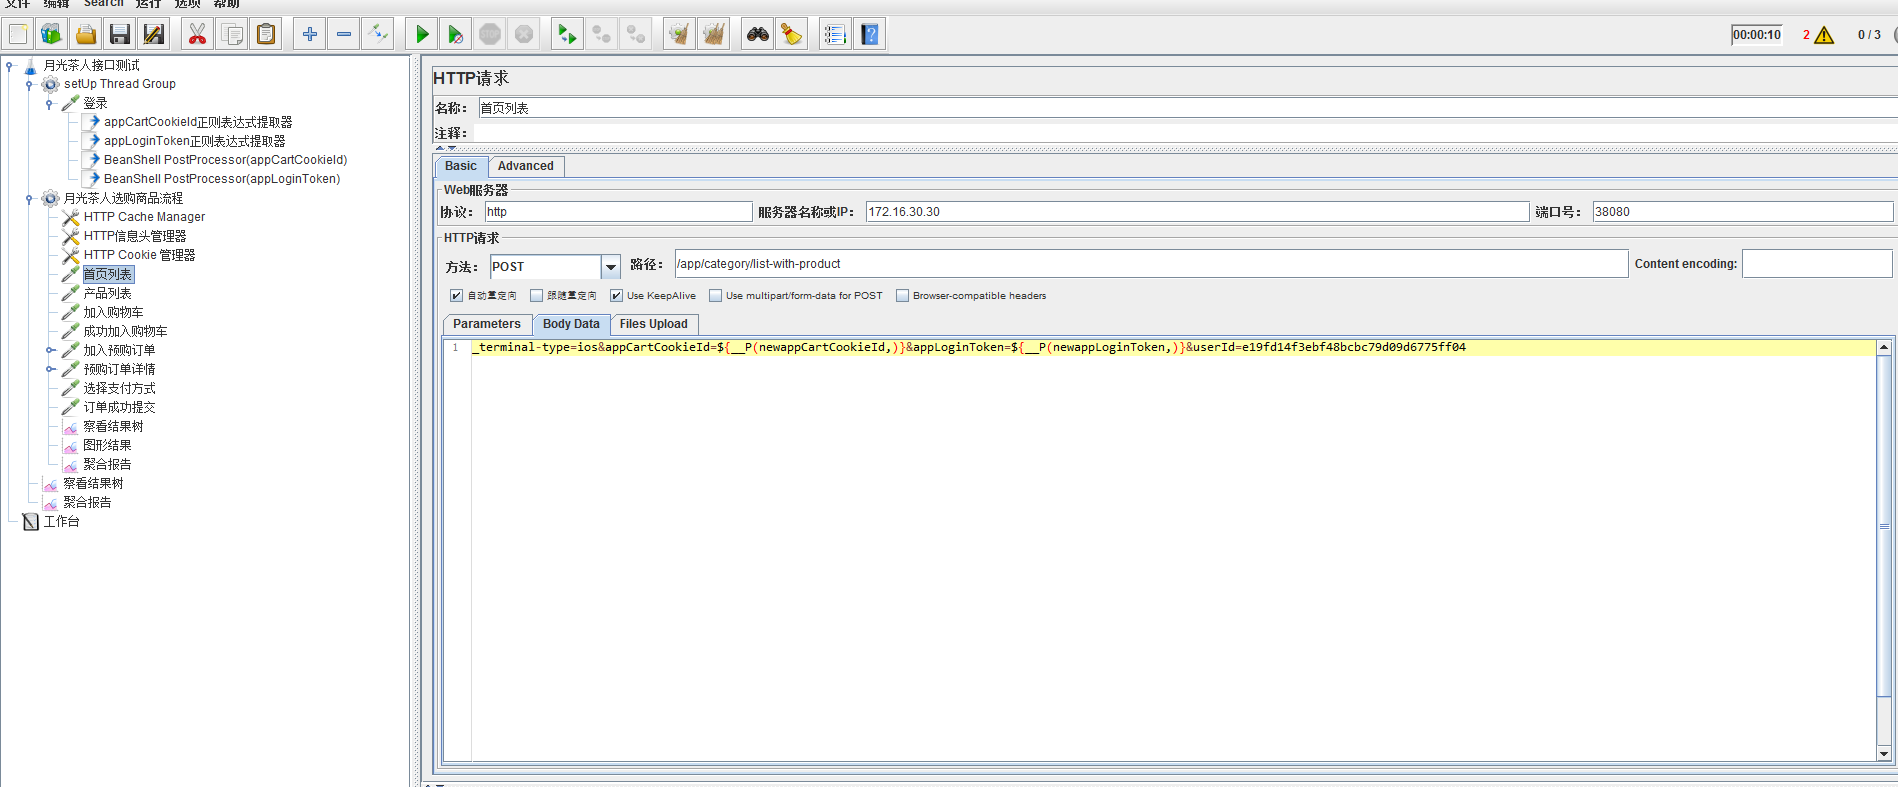 文件 编辑 Search 运行 选项 帮助
STOP
00:00:10 2 0 / 3
月光茶人接口测试
setUp Thread Group
登录
appCartCookieId正则表达式提取器
appLoginToken正则表达式提取器
BeanShell PostProcessor(appCartCookieId)
BeanShell PostProcessor(appLoginToken)
月光茶人选购商品流程
HTTP Cache Manager
HTTP信息头管理器
HTTP Cookie 管理器
首页列表
产品列表
加入购物车
成功加入购物车
加入预购订单
预购订单详情
选择支付方式
订单成功提交
察看结果树
图形结果
聚合报告
察看结果树
聚合报告
工作台
HTTP请求
名称： 首页列表
注释：
Basic Advanced
Web服务器
协议： http 服务器名称或IP： 172.16.30.30 端口号： 38080
HTTP请求
方法： POST 路径： /app/category/list-with-product Content encoding:
自动重定向 跟随重定向 Use KeepAlive Use multipart/form-data for POST Browser-compatible headers
Parameters Body Data Files Upload
1 _terminal-type=ios&appCartCookieId=${__P(newappCartCookieId,)}&appLoginToken=${__P(newappLoginToken,)}&userId=e19fd14f3ebf48bcbc79d09d6775ff04